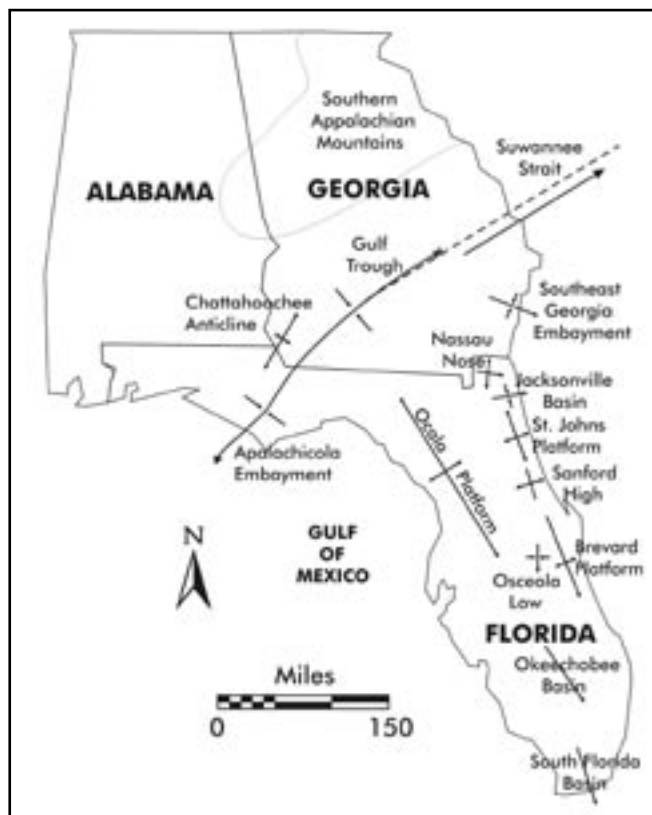 Southern
Appalachian
Mountains
Suwannee
Strait
ALABAMA
GEORGIA
Gulf
Trough
Chattahoochee
Anticline
Southeast
Georgia
Embayment
Nassau
Nose
Jacksonville
Basin
St. Johns
Platform
Ocala
Platform
Apalachicola
Embayment
Sanford
High
N
GULF
OF
MEXICO
Brevard
Platform
Osceola
Low
FLORIDA
Okeechobee
Basin
Miles
0 150
South Florida
Basin